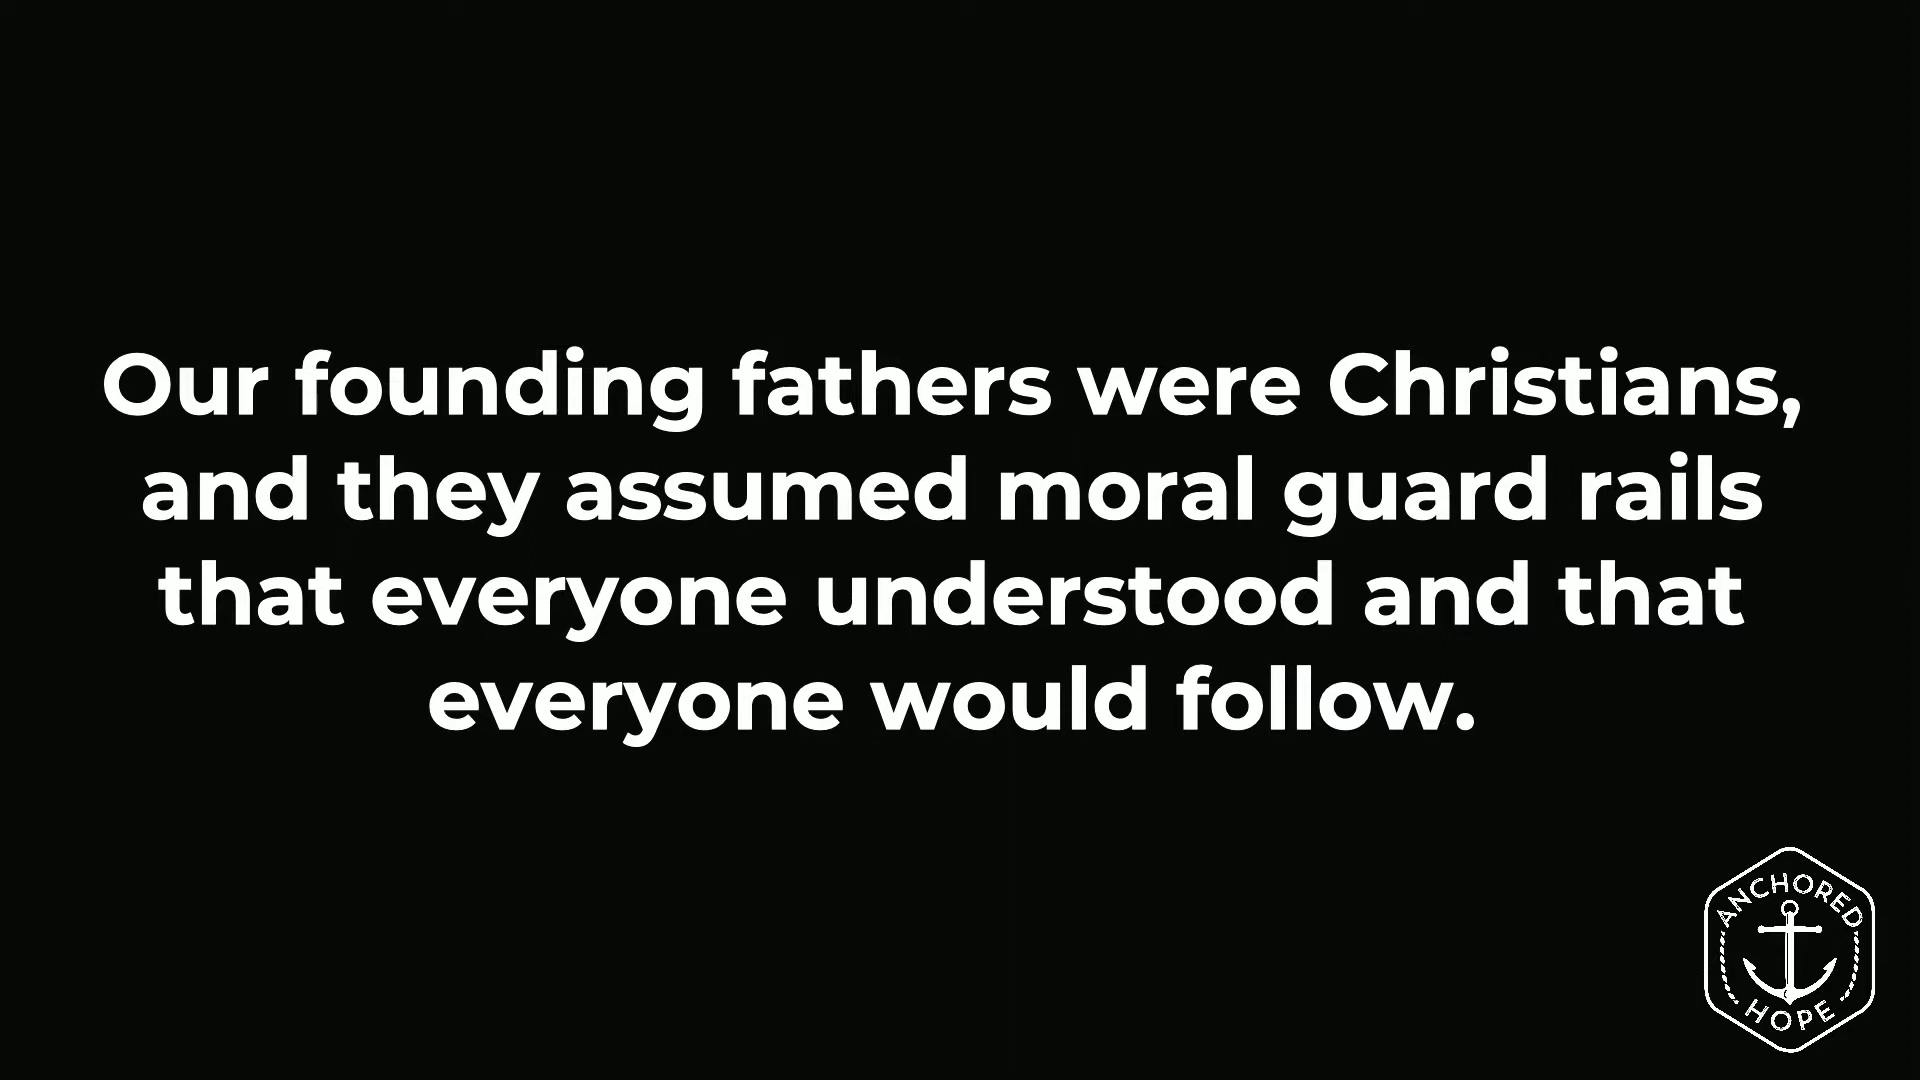 Our founding fathers were Christians,
and they assumed moral guard rails
that everyone understood and that
everyone would follow.
ANCHORED
HOPE